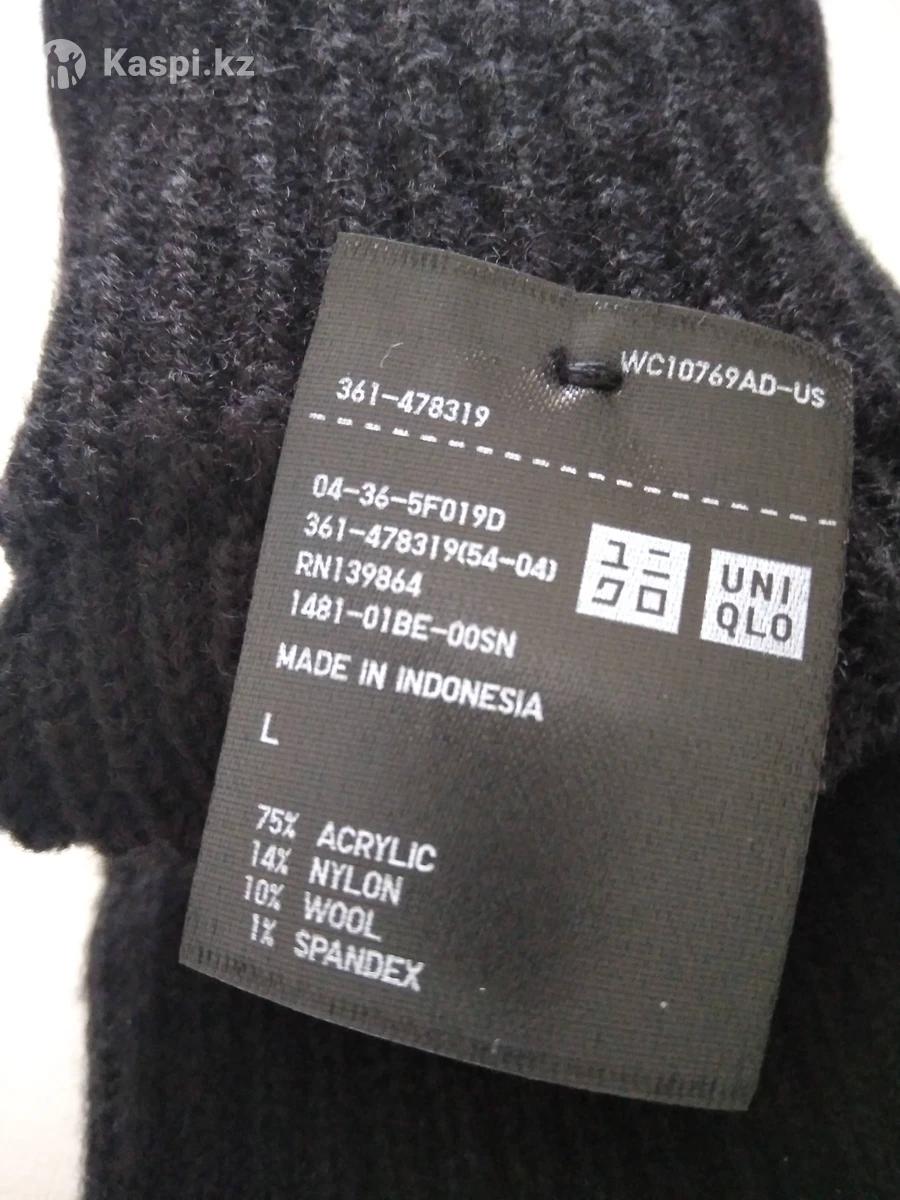 Kaspi.kz
WC10769AD-US
361-478319
04-36-5F019D
361-478319(54-04)
RN139864
1481-01BE-00SN
MADE IN INDONESIA
ユニ
クロ
UNI
QLO
L
75% ACRYLIC
14% NYLON
10% WOOL
1% SPANDEX